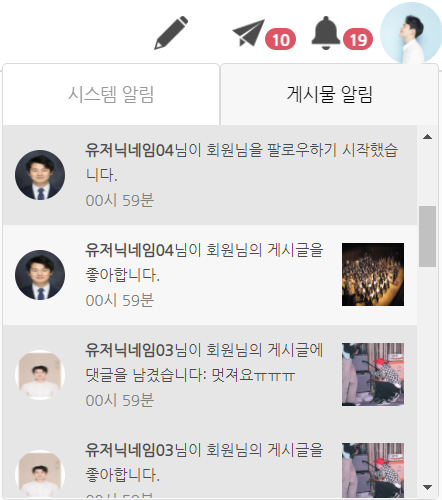 10
19
시스템 알림
게시물 알림
유저닉네임04님이 회원님을 팔로우하기 시작했습
니다.
00시 59분
유저닉네임04님이 회원님의 게시글을
좋아합니다.
00시 59분
유저닉네임03님이 회원님의 게시글에
댓글을 남겼습니다: 멋져요ㅠㅠㅠ
00시 59분
유저닉네임03님이 회원님의 게시글을
좋아합니다.
00시 59분